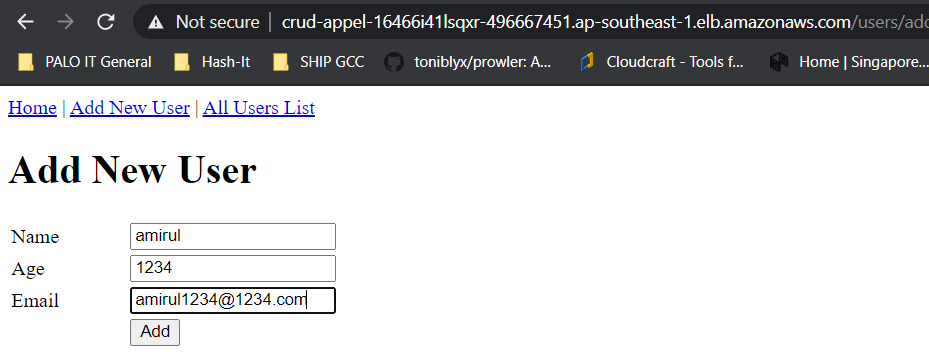 Not secure | crud-appel-16466i41lsqxr-496667451.ap-southeast-1.elb.amazonaws.com/users/add
PALO IT General Hash-It SHIP GCC toniblyx/prowler: A... Cloudcraft - Tools f... Home | Singapore...
Home | Add New User | All Users List
Add New User
Name amirul
Age 1234
Email amirul1234@1234.com
Add